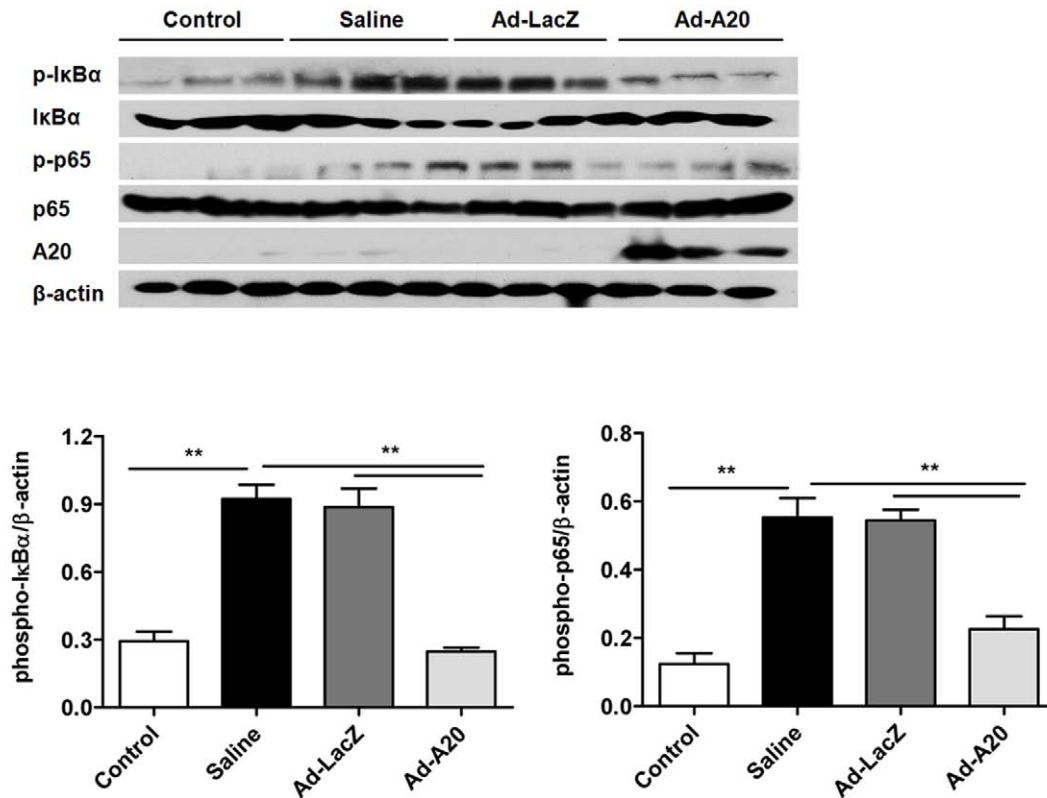 Control Saline Ad-LacZ Ad-A20
p-IκBα
IκBα
p-p65
p65
A20
β-actin
phospho-IκBα/β-actin
1.2
0.9
0.6
0.3
0.0
** **
Control Saline Ad-LacZ Ad-A20
phospho-p65/β-actin
0.8
0.6
0.4
0.2
0.0
** **
Control Saline Ad-LacZ Ad-A20